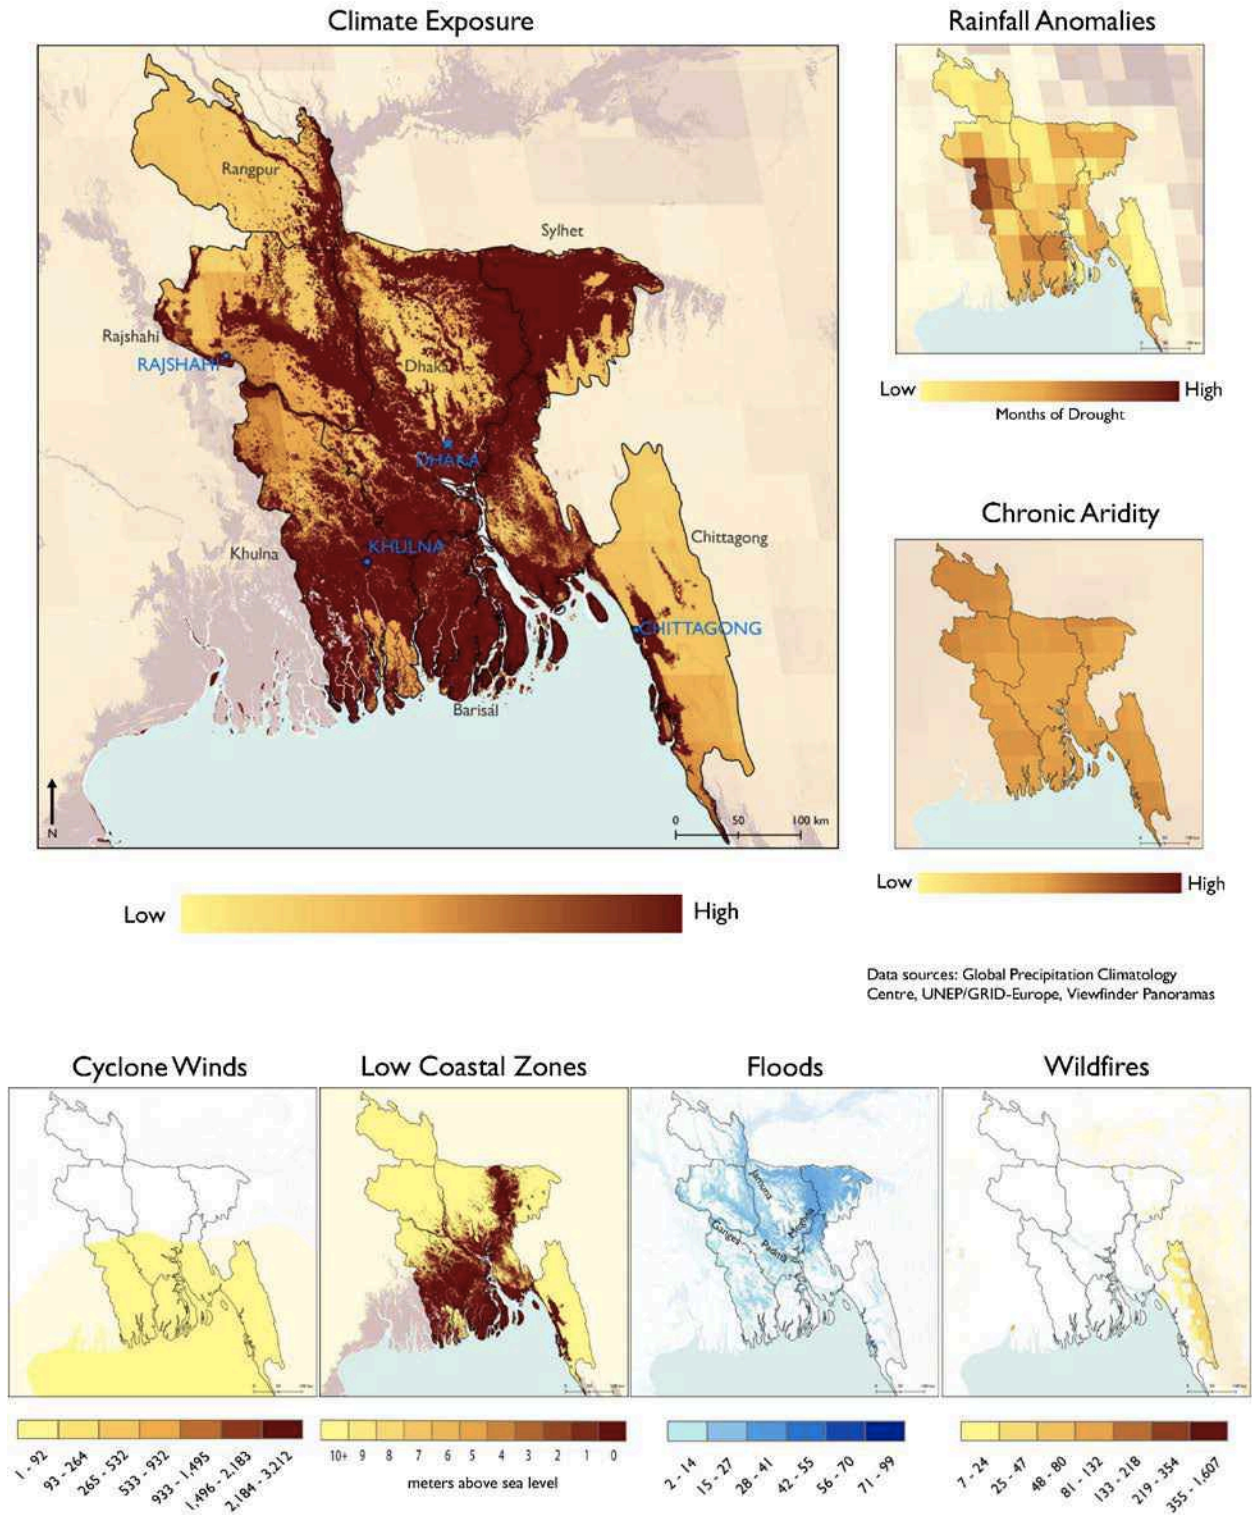 Climate Exposure
Rangpur
Sylhet
Rajshahi
RAJSHAHI
Dhaka
DHAKA
Khulna
KHULNA
Chittagong
CHITTAGONG
Barisal
N
0 50 100 km
Low High
Rainfall Anomalies
Low High
Months of Drought
Chronic Aridity
Low High
Data sources: Global Precipitation Climatology
Centre, UNEP/GRID-Europe, Viewfinder Panoramas
Cyclone Winds
1 - 92
93 - 264
265 - 532
533 - 932
933 - 1,495
1,496 - 2,183
2,184 - 3,212
Low Coastal Zones
10+ 9 8 7 6 5 4 3 2 1 0
meters above sea level
Floods
Jamuna
Ganges
Padma
Meghna
2 - 14
15 - 27
28 - 41
42 - 55
56 - 70
71 - 99
Wildfires
7 - 24
25 - 47
48 - 80
81 - 132
133 - 218
219 - 354
355 - 1,607